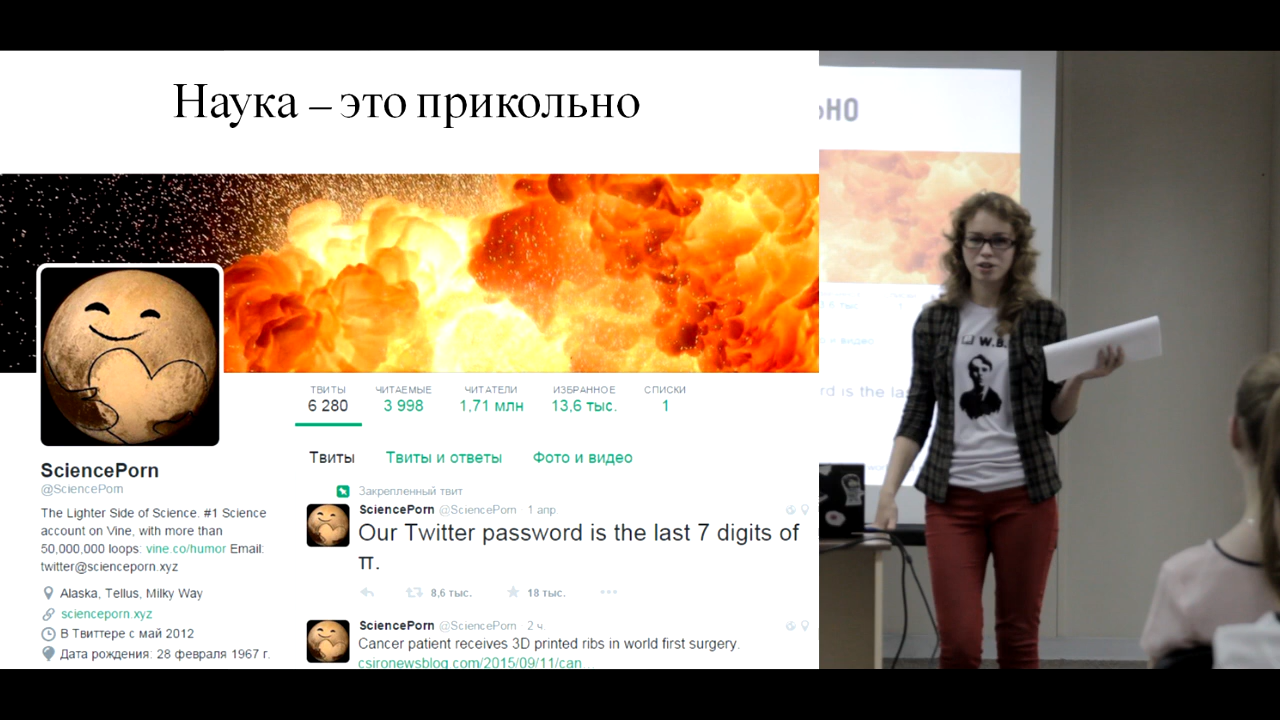 Наука – это прикольно
ТВИТЫ
6 280
ЧИТАЕМЫЕ
3 998
ЧИТАТЕЛИ
1,71 млн
ИЗБРАННОЕ
13,6 тыс.
СПИСКИ
1
SciencePorn
@SciencePorn
The Lighter Side of Science. #1 Science
account on Vine, with more than
50,000,000 loops: vine.co/humor Email:
twitter@scienceporn.xyz
Alaska, Tellus, Milky Way
scienceporn.xyz
В Твиттере с май 2012
Дата рождения: 28 февраля 1967 г.
Твиты Твиты и ответы Фото и видео
Закрепленный твит
SciencePorn @SciencePorn 1 апр.
Our Twitter password is the last 7 digits of
π.
8,6 тыс. 18 тыс.
SciencePorn @SciencePorn 2 ч.
Cancer patient receives 3D printed ribs in world first surgery.
csironewsblog.com/2015/09/11/can...
ьно
rd is the las
W.B.